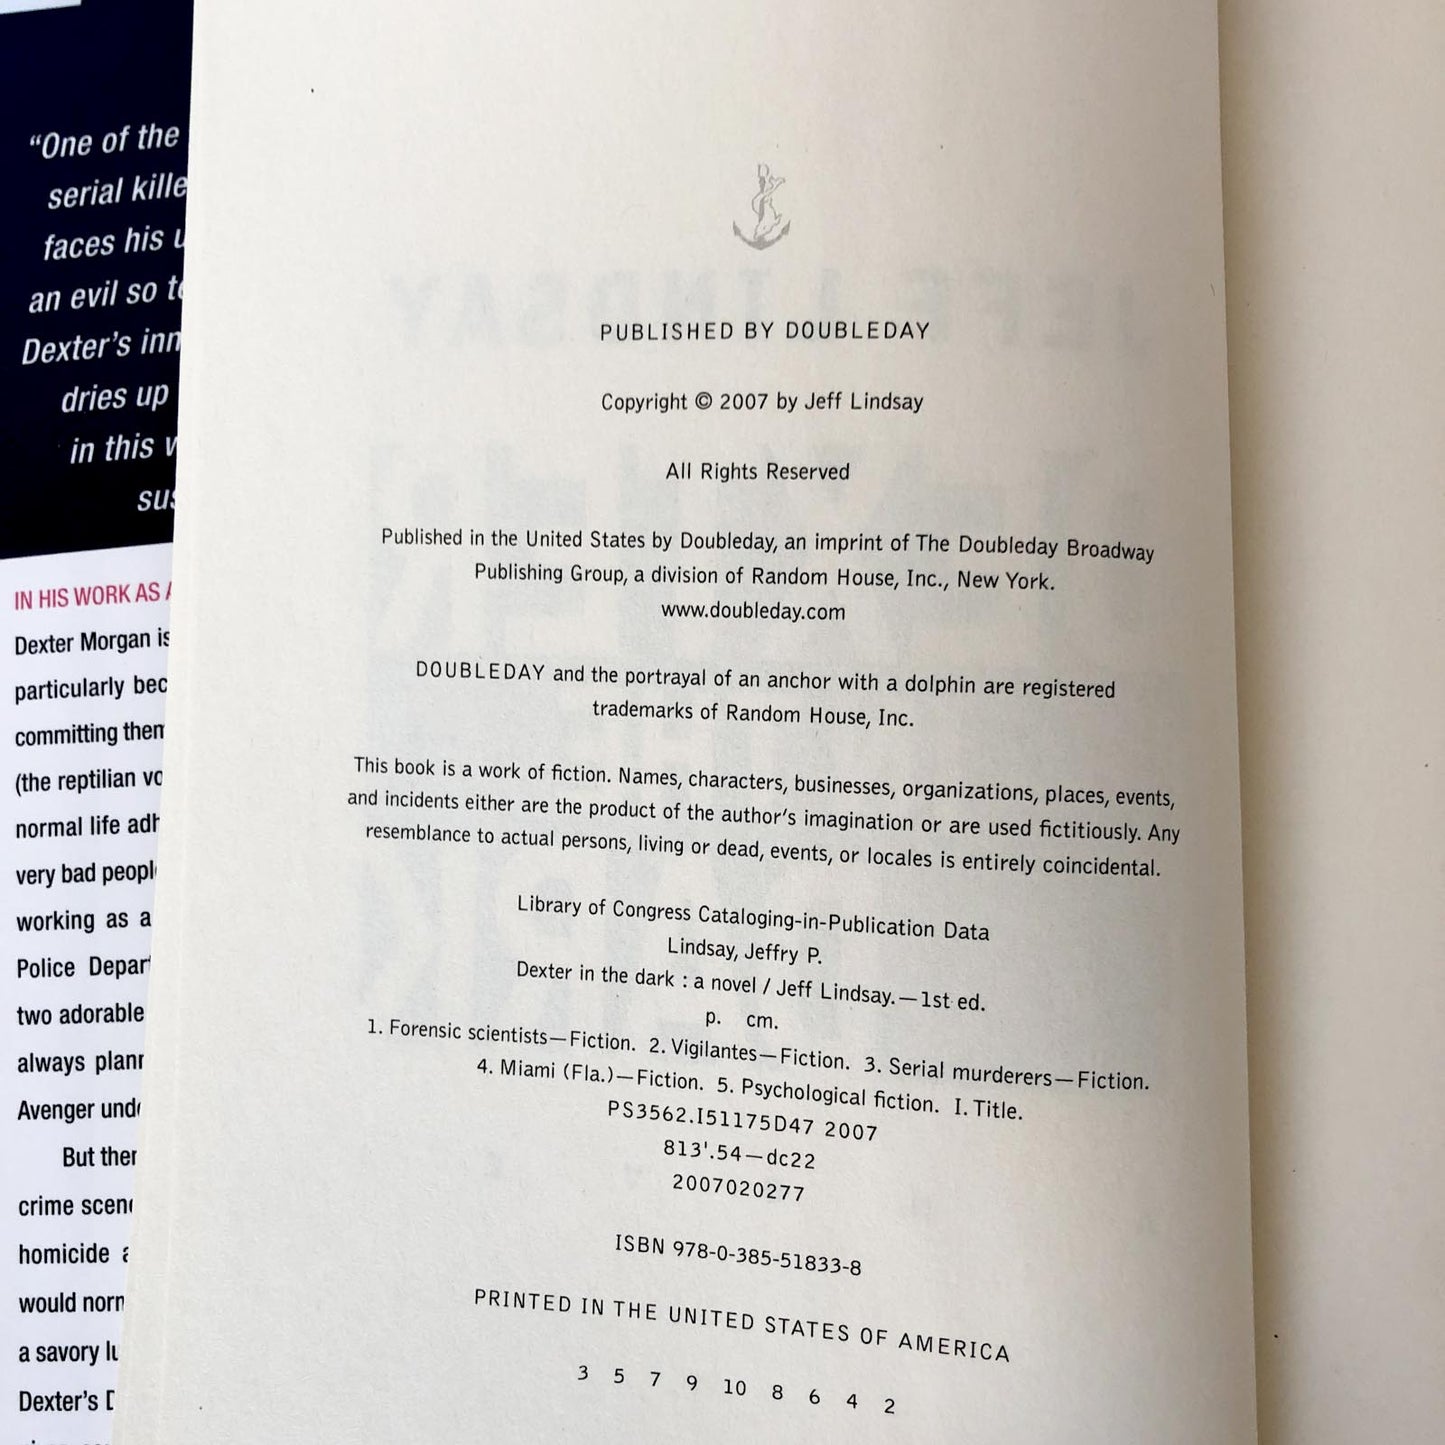 “One of the
serial kille
faces his u
an evil so to
Dexter’s inn
dries up
in this w
sus
IN HIS WORK AS A
Dexter Morgan is
particularly bec
committing them
(the reptilian vo
normal life adh
very bad people
working as a
Police Depart
two adorable
always plann
Avenger unde
But ther
crime scene
homicide a
would norn
a savory lu
Dexter’s D
PUBLISHED BY DOUBLEDAY
Copyright © 2007 by Jeff Lindsay
All Rights Reserved
Published in the United States by Doubleday, an imprint of The Doubleday Broadway
Publishing Group, a division of Random House, Inc., New York.
www.doubleday.com
DOUBLEDAY and the portrayal of an anchor with a dolphin are registered
trademarks of Random House, Inc.
This book is a work of fiction. Names, characters, businesses, organizations, places, events,
and incidents either are the product of the author’s imagination or are used fictitiously. Any
resemblance to actual persons, living or dead, events, or locales is entirely coincidental.
Library of Congress Cataloging-in-Publication Data
Lindsay, Jeffry P.
Dexter in the dark : a novel / Jeff Lindsay.—1st ed.
p. cm.
1. Forensic scientists—Fiction. 2. Vigilantes—Fiction. 3. Serial murderers—Fiction.
4. Miami (Fla.)—Fiction. 5. Psychological fiction. I. Title.
PS3562.I51175D47 2007
813'.54—dc22
2007020277
ISBN 978-0-385-51833-8
PRINTED IN THE UNITED STATES OF AMERICA
3 5 7 9 10 8 6 4 2